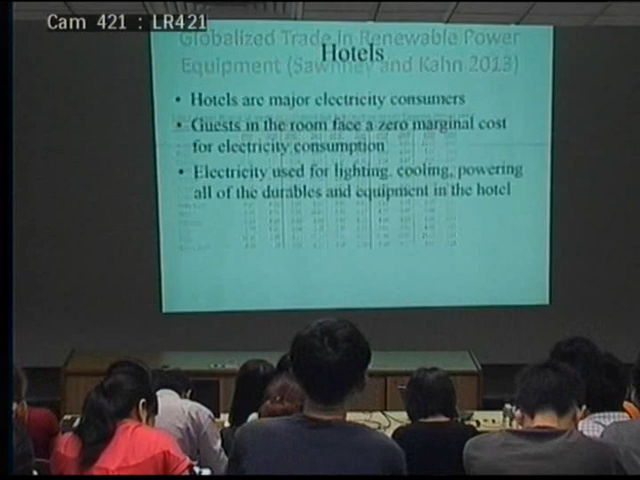 Cam 421 : LR421
Globalized Trade in Renewable Power
Hotels
Equipment (Sawhney and Kahn 2013)
• Hotels are major electricity consumers
• Guests in the room face a zero marginal cost
for electricity consumption
• Electricity used for lighting, cooling, powering
all of the durables and equipment in the hotel